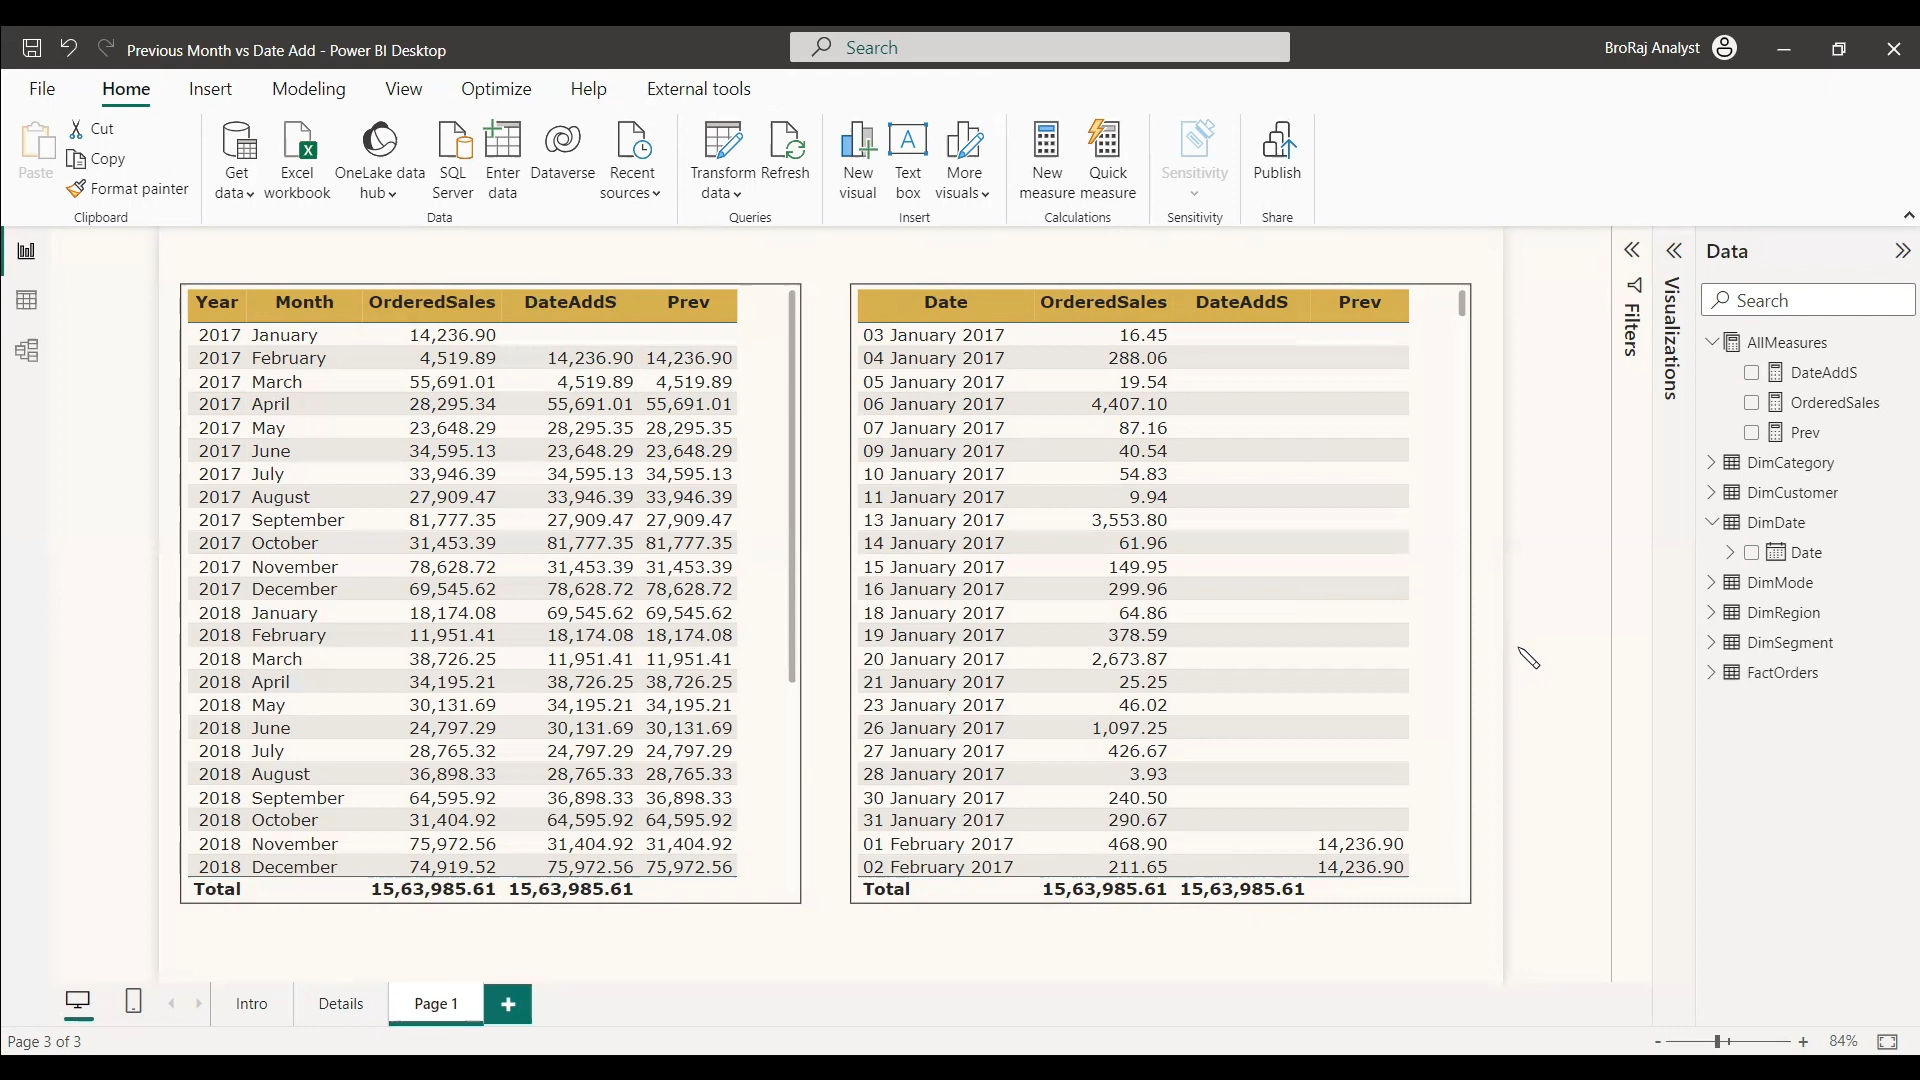 Previous Month vs Date Add - Power BI Desktop
Search
BroRaj Analyst
File Home Insert Modeling View Optimize Help External tools
Paste
Cut
Copy
Format painter
Clipboard
Get data
Excel workbook
OneLake data hub
SQL Server
Enter data
Dataverse
Recent sources
Data
Transform data
Refresh
Queries
New visual
Text box
More visuals
Insert
New measure
Quick measure
Calculations
Sensitivity
Sensitivity
Publish
Share
Year Month OrderedSales DateAddS Prev
2017 January 14,236.90
2017 February 4,519.89 14,236.90 14,236.90
2017 March 55,691.01 4,519.89 4,519.89
2017 April 28,295.34 55,691.01 55,691.01
2017 May 23,648.29 28,295.35 28,295.35
2017 June 34,595.13 23,648.29 23,648.29
2017 July 33,946.39 34,595.13 34,595.13
2017 August 27,909.47 33,946.39 33,946.39
2017 September 81,777.35 27,909.47 27,909.47
2017 October 31,453.39 81,777.35 81,777.35
2017 November 78,628.72 31,453.39 31,453.39
2017 December 69,545.62 78,628.72 78,628.72
2018 January 18,174.08 69,545.62 69,545.62
2018 February 11,951.41 18,174.08 18,174.08
2018 March 38,726.25 11,951.41 11,951.41
2018 April 34,195.21 38,726.25 38,726.25
2018 May 30,131.69 34,195.21 34,195.21
2018 June 24,797.29 30,131.69 30,131.69
2018 July 28,765.32 24,797.29 24,797.29
2018 August 36,898.33 28,765.33 28,765.33
2018 September 64,595.92 36,898.33 36,898.33
2018 October 31,404.92 64,595.92 64,595.92
2018 November 75,972.56 31,404.92 31,404.92
2018 December 74,919.52 75,972.56 75,972.56
Total 15,63,985.61 15,63,985.61
Date OrderedSales DateAddS Prev
03 January 2017 16.45
04 January 2017 288.06
05 January 2017 19.54
06 January 2017 4,407.10
07 January 2017 87.16
09 January 2017 40.54
10 January 2017 54.83
11 January 2017 9.94
13 January 2017 3,553.80
14 January 2017 61.96
15 January 2017 149.95
16 January 2017 299.96
18 January 2017 64.86
19 January 2017 378.59
20 January 2017 2,673.87
21 January 2017 25.25
23 January 2017 46.02
26 January 2017 1,097.25
27 January 2017 426.67
28 January 2017 3.93
30 January 2017 240.50
31 January 2017 290.67
01 February 2017 468.90 14,236.90
02 February 2017 211.65 14,236.90
Total 15,63,985.61 15,63,985.61
Filters
Visualizations
Data
Search
AllMeasures
DateAddS
OrderedSales
Prev
DimCategory
DimCustomer
DimDate
Date
DimMode
DimRegion
DimSegment
FactOrders
Intro Details Page 1 +
Page 3 of 3
- + 84%